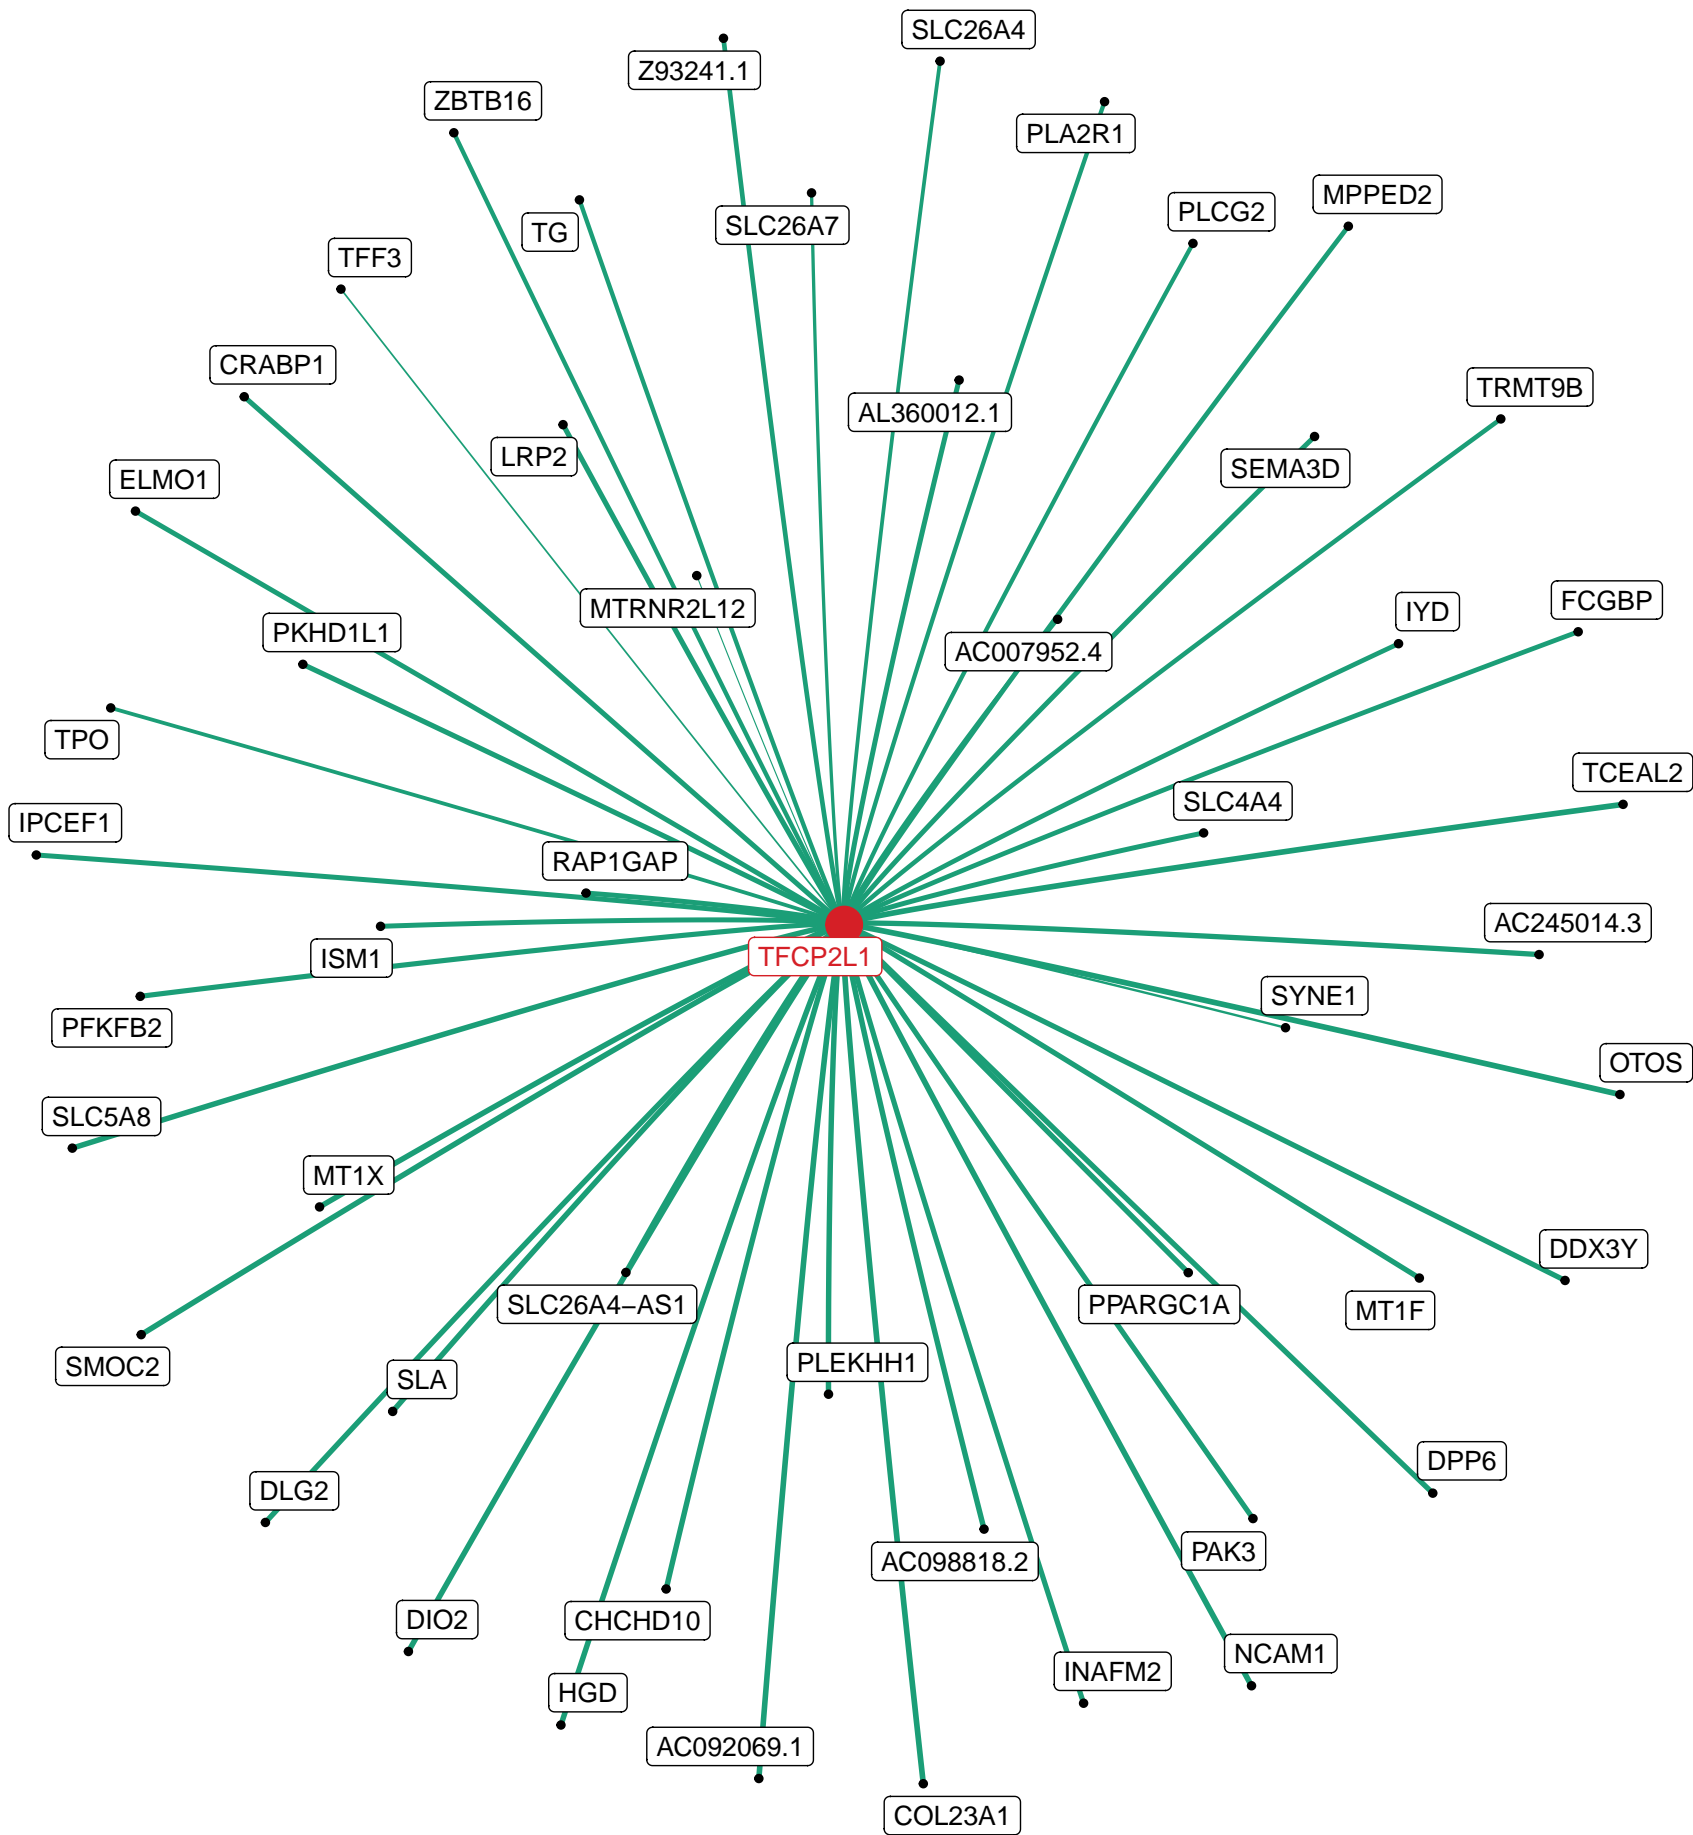 SLC26A4
Z93241.1
ZBTB16
PLA2R1
MPPED2
PLCG2
SLC26A7
TG
TFF3
CRABP1
TRMT9B
AL360012.1
LRP2
SEMA3D
ELMO1
FCGBP
MTRNR2L12
IYD
PKHD1L1
AC007952.4
TPO
TCEAL2
SLC4A4
IPCEF1
RAP1GAP
AC245014.3
TFCP2L1
ISM1
SYNE1
PFKFB2
OTOS
SLC5A8
MT1X
DDX3Y
SLC26A4–AS1
PPARGC1A
MT1F
PLEKHH1
SMOC2
SLA
DPP6
DLG2
PAK3
AC098818.2
DIO2
CHCHD10
NCAM1
INAFM2
HGD
AC092069.1
COL23A1